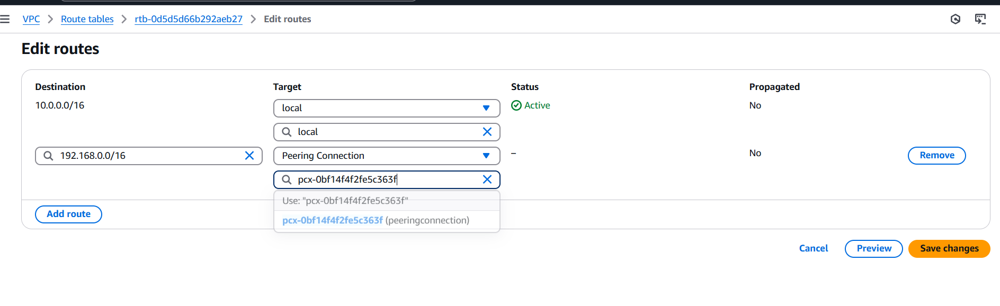 VPC > Route tables > rtb-0d5d5d66b292aeb27 > Edit routes
Edit routes
Destination Target Status Propagated
10.0.0.0/16 local Active No
local
192.168.0.0/16 Peering Connection – No Remove
pcx-0bf14f4f2fe5c363f
Use: "pcx-0bf14f4f2fe5c363f"
Add route
pcx-0bf14f4f2fe5c363f (peeringconnection)
Cancel Preview Save changes